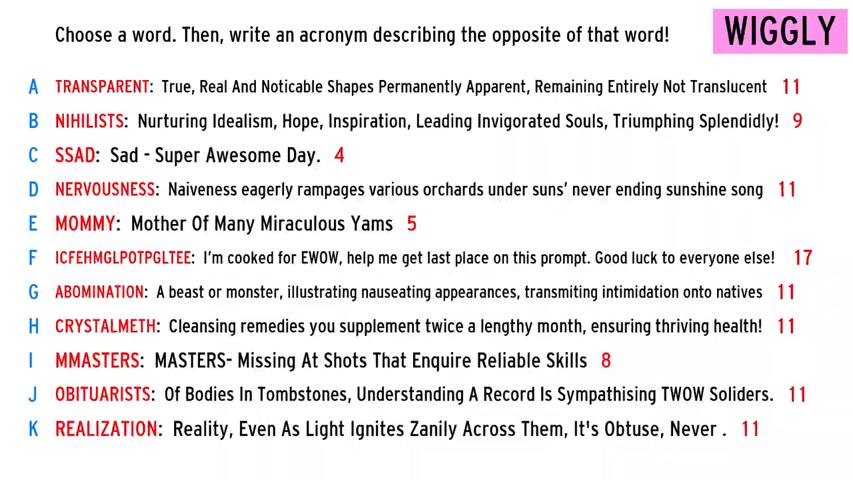 Choose a word. Then, write an acronym describing the opposite of that word!
WIGGLY
A TRANSPARENT: True, Real And Noticable Shapes Permanently Apparent, Remaining Entirely Not Translucent 11
B NIHILISTS: Nurturing Idealism, Hope, Inspiration, Leading Invigorated Souls, Triumphing Splendidly! 9
C SSAD: Sad - Super Awesome Day. 4
D NERVOUSNESS: Naiveness eagerly rampages various orchards under suns' never ending sunshine song 11
E MOMMY: Mother Of Many Miraculous Yams 5
F ICFEHMGLPOTPGLTEE: I'm cooked for EWOW, help me get last place on this prompt. Good luck to everyone else! 17
G ABOMINATION: A beast or monster, illustrating nauseating appearances, transmiting intimidation onto natives 11
H CRYSTALMETH: Cleansing remedies you supplement twice a lengthy month, ensuring thriving health! 11
I MMASTERS: MASTERS- Missing At Shots That Enquire Reliable Skills 8
J OBITUARISTS: Of Bodies In Tombstones, Understanding A Record Is Sympathising TWOW Soliders. 11
K REALIZATION: Reality, Even As Light Ignites Zanily Across Them, It's Obtuse, Never . 11